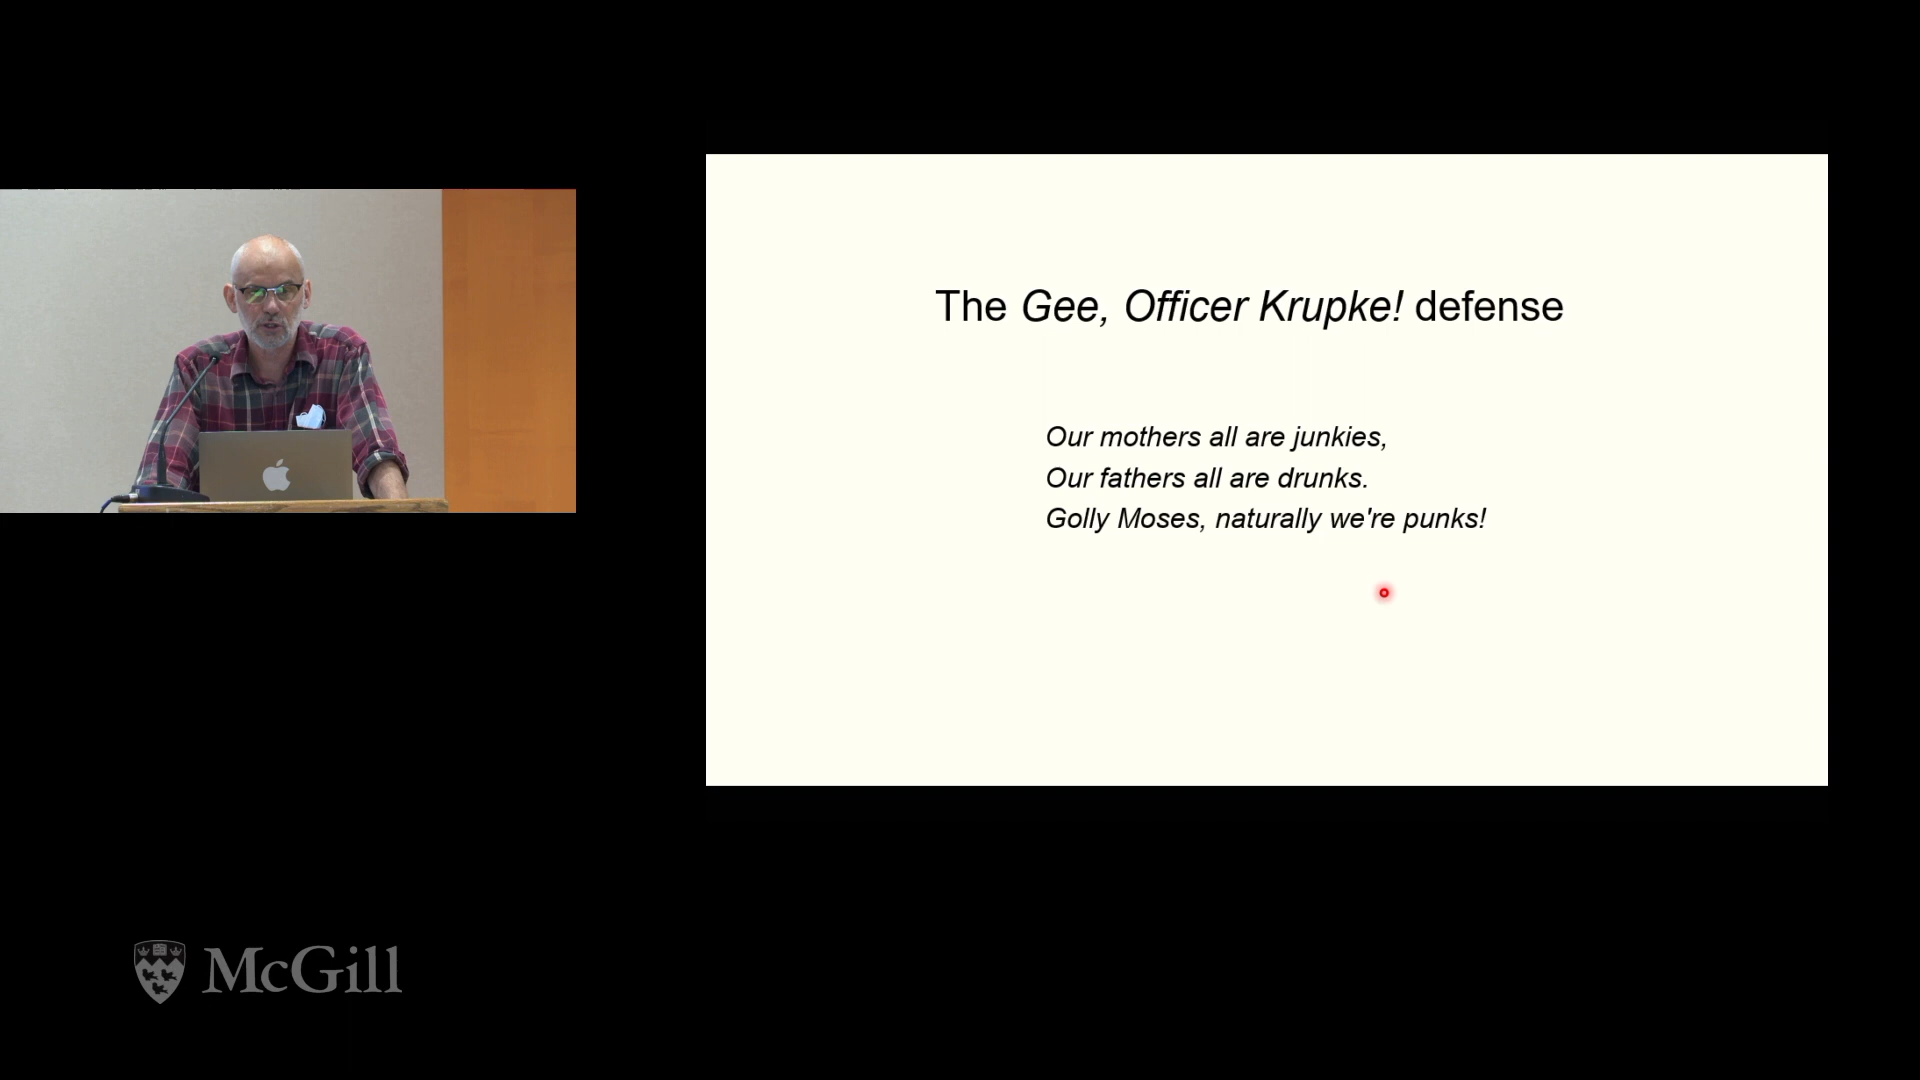 The Gee, Officer Krupke! defense
Our mothers all are junkies,
Our fathers all are drunks.
Golly Moses, naturally we're punks!
McGill